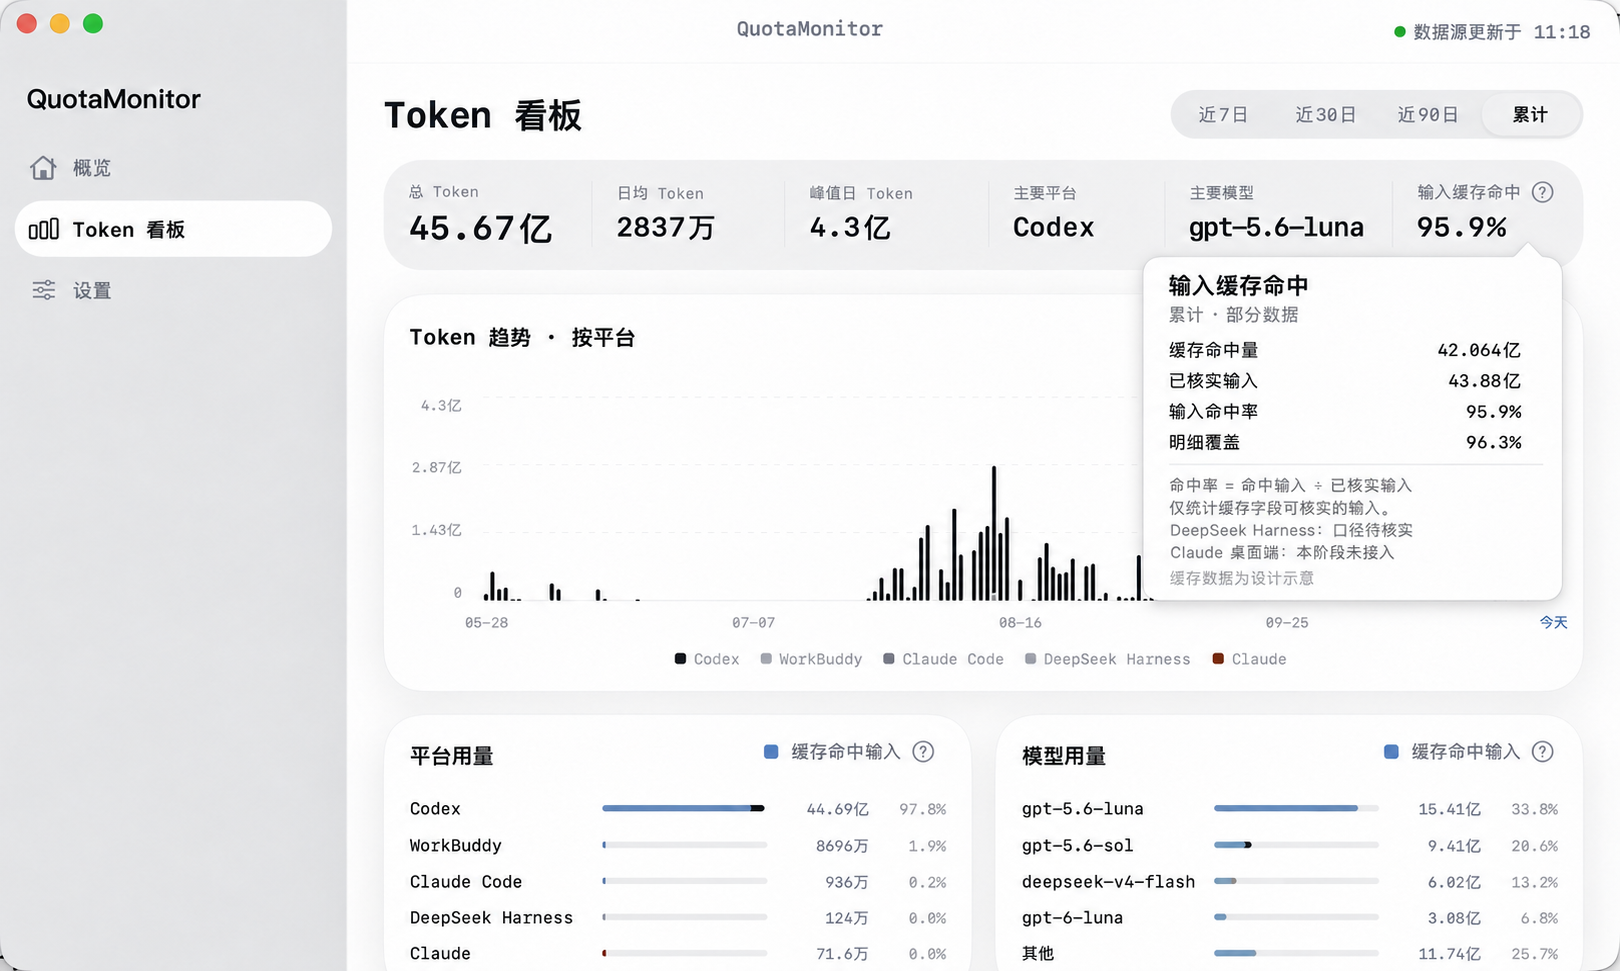 QuotaMonitor
数据源更新于 11:18
QuotaMonitor
概览
Token 看板
设置
Token 看板
近7日 近30日 近90日 累计
总 Token
45.67亿
日均 Token
2837万
峰值日 Token
4.3亿
主要平台
Codex
主要模型
gpt-5.6-luna
输入缓存命中 ?
95.9%
输入缓存命中
累计 · 部分数据
缓存命中量 42.064亿
已核实输入 43.88亿
输入命中率 95.9%
明细覆盖 96.3%
命中率 = 命中输入 ÷ 已核实输入
仅统计缓存字段可核实的输入。
DeepSeek Harness: 口径待核实
Claude 桌面端: 本阶段未接入
缓存数据为设计示意
Token 趋势 · 按平台
4.3亿
2.87亿
1.43亿
0
05-28 07-07 08-16 09-25 今天
Codex WorkBuddy Claude Code DeepSeek Harness Claude
平台用量 缓存命中输入 ?
Codex 44.69亿 97.8%
WorkBuddy 8696万 1.9%
Claude Code 936万 0.2%
DeepSeek Harness 124万 0.0%
Claude 71.6万 0.0%
模型用量 缓存命中输入 ?
gpt-5.6-luna 15.41亿 33.8%
gpt-5.6-sol 9.41亿 20.6%
deepseek-v4-flash 6.02亿 13.2%
gpt-6-luna 3.08亿 6.8%
其他 11.74亿 25.7%